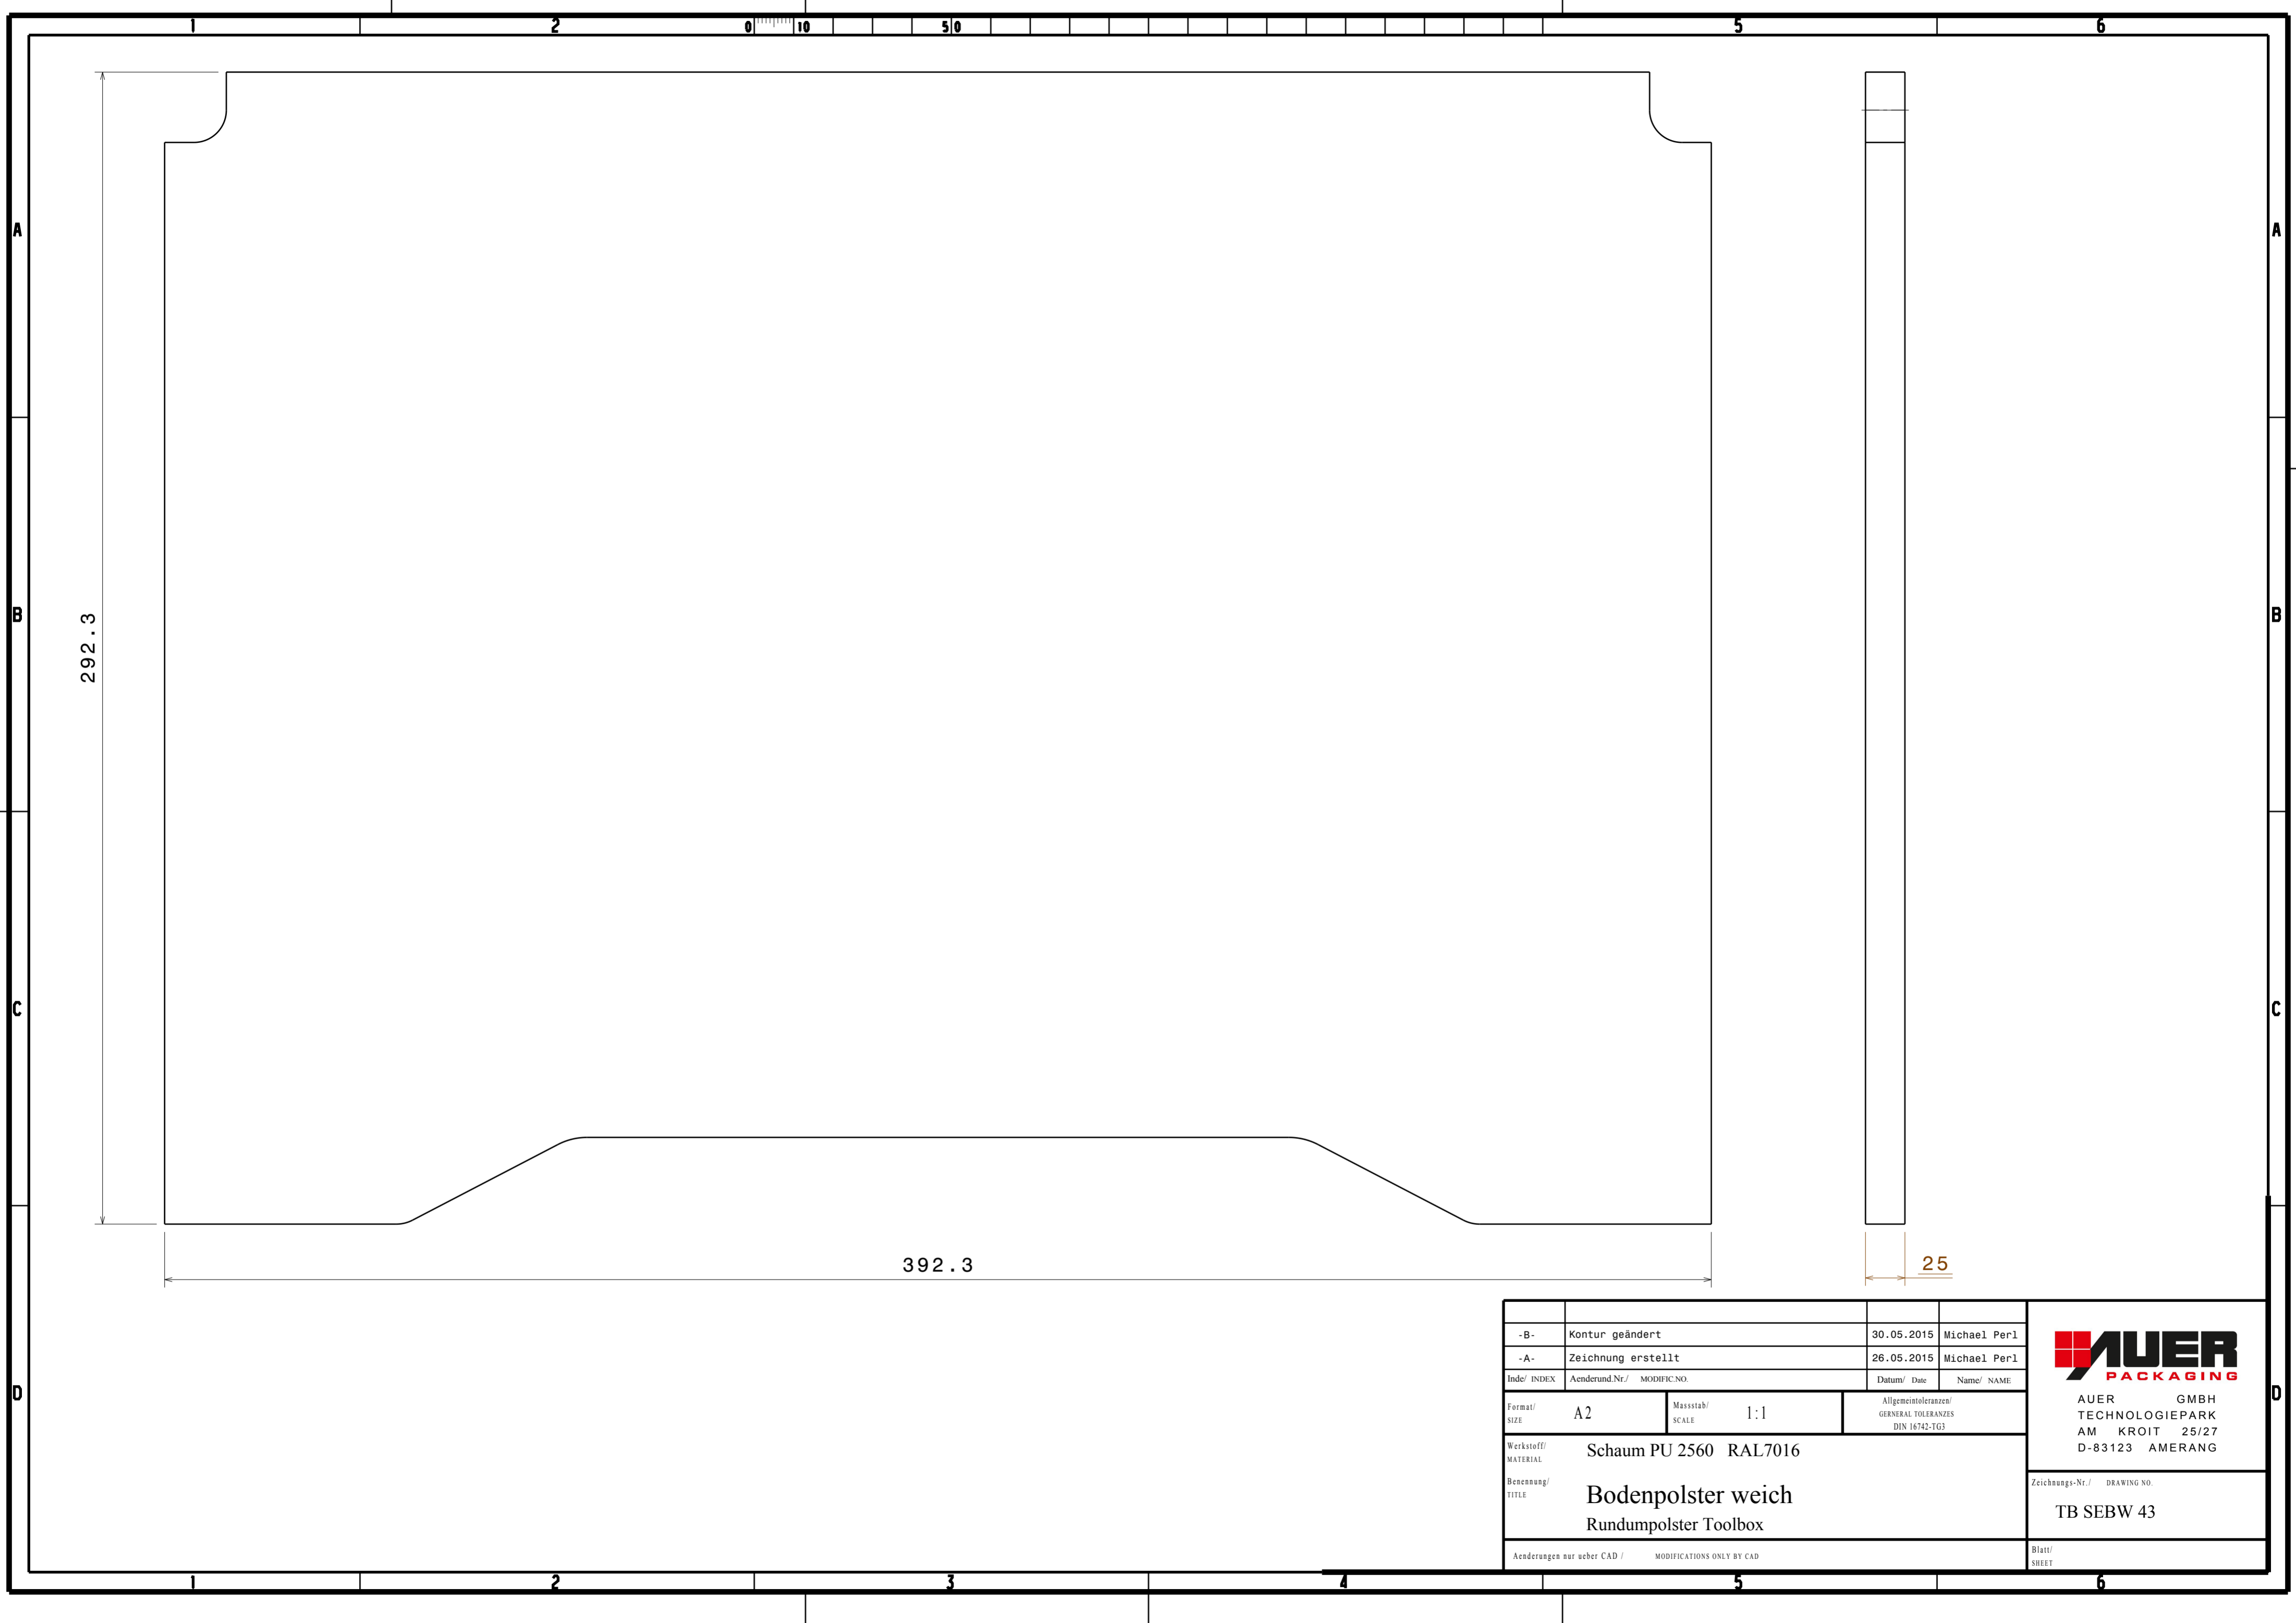 1 2 0 10 50 5 6
A A
B B
292.3
C C
392.3
25
-B- Kontur geändert 30.05.2015 Michael Perl
-A- Zeichnung erstellt 26.05.2015 Michael Perl
Inde/ INDEX Aenderund.Nr./ MODIFIC.NO. Datum/ Date Name/ NAME
Format/
SIZE
A2
Massstab/
SCALE
1:1
Allgemeintoleranzen/
GERNERAL TOLERANZES
DIN 16742-TG3
Werkstoff/
MATERIAL
Schaum PU 2560 RAL7016
Benennung/
TITLE
Bodenpolster weich
Rundumpolster Toolbox
Aenderungen nur ueber CAD / MODIFICATIONS ONLY BY CAD
AUER
PACKAGING
AUER GMBH
TECHNOLOGIEPARK
AM KROIT 25/27
D-83123 AMERANG
Zeichnungs-Nr./ DRAWING NO.
TB SEBW 43
Blatt/
SHEET
D D
1 2 3 4 5 6